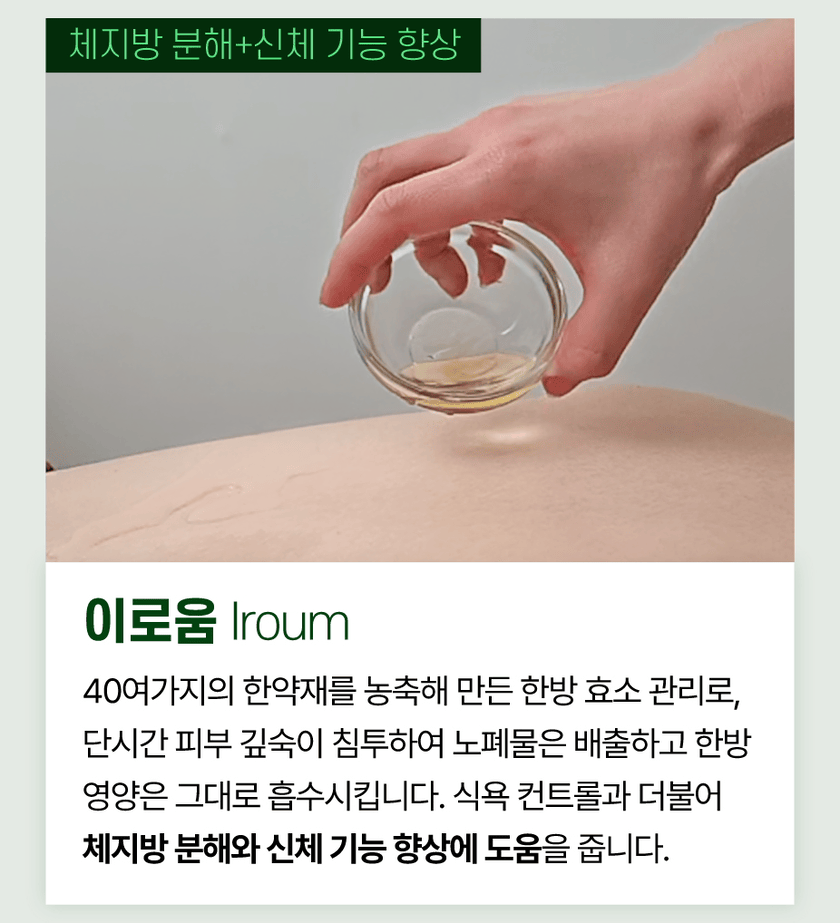 체지방 분해+신체 기능 향상
이로움 Iroum
40여가지의 한약재를 농축해 만든 한방 효소 관리로,
단시간 피부 깊숙이 침투하여 노폐물은 배출하고 한방
영양은 그대로 흡수시킵니다. 식욕 컨트롤과 더불어
체지방 분해와 신체 기능 향상에 도움을 줍니다.